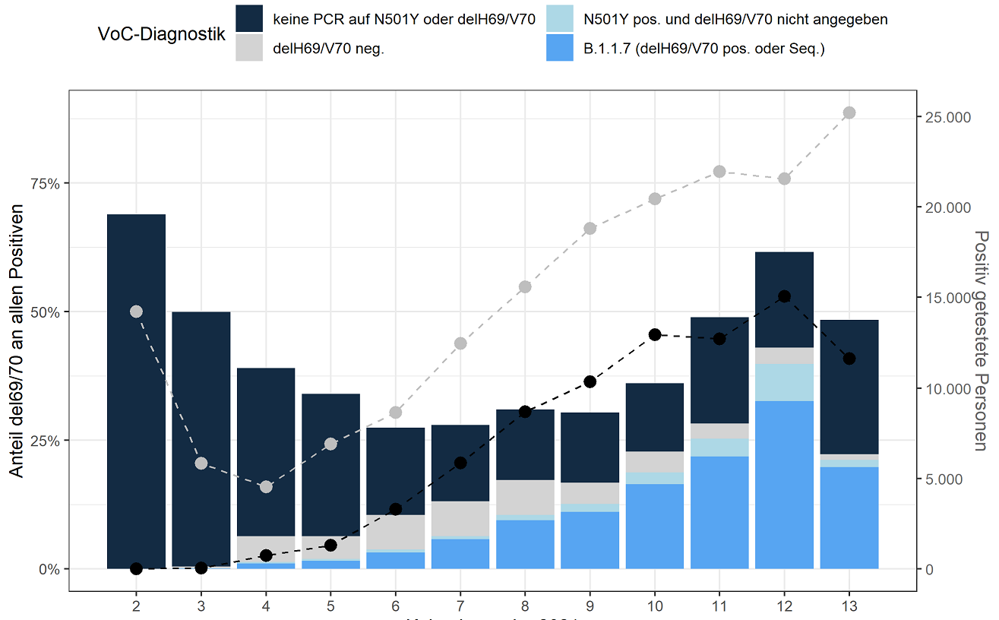 VoC-Diagnostik
keine PCR auf N501Y oder delH69/V70
N501Y pos. und delH69/V70 nicht angegeben
delH69/V70 neg.
B.1.1.7 (delH69/V70 pos. oder Seq.)
Anteil del69/70 an allen Positiven
75%
50%
25%
0%
25.000
20.000
15.000
10.000
5.000
0
Positiv getestete Personen
2 3 4 5 6 7 8 9 10 11 12 13